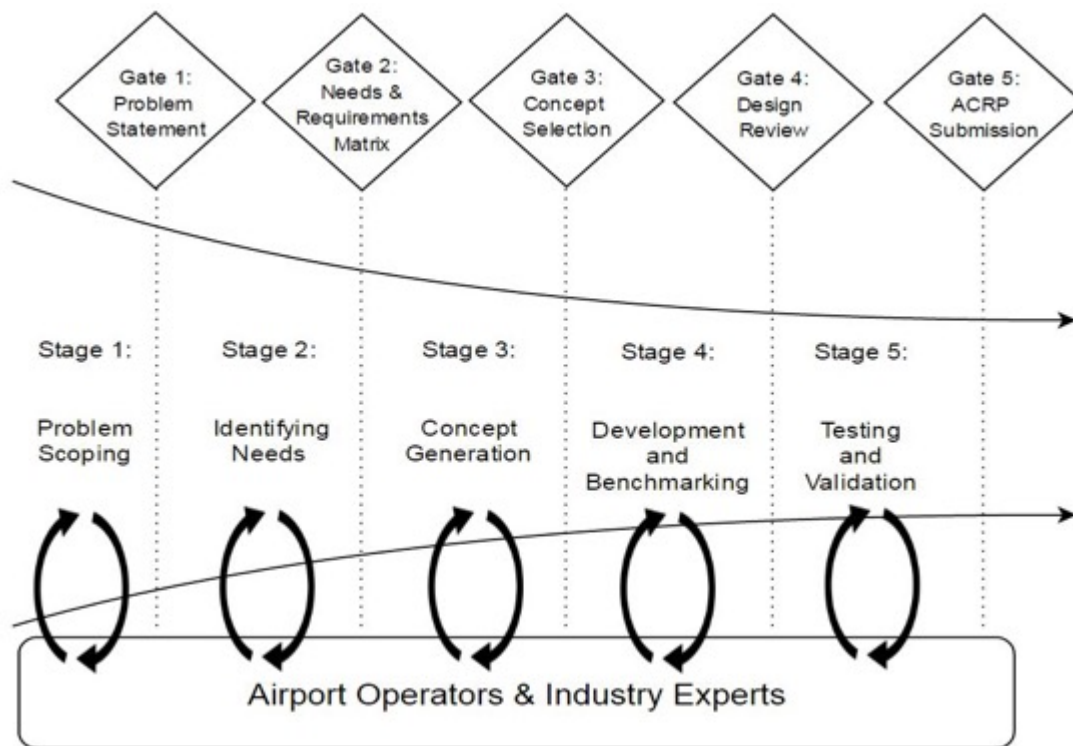 Gate 1:
Problem
Statement
Gate 2:
Needs &
Requirements
Matrix
Gate 3:
Concept
Selection
Gate 4:
Design
Review
Gate 5:
ACRP
Submission
Stage 1:
Problem
Scoping
Stage 2:
Identifying
Needs
Stage 3:
Concept
Generation
Stage 4:
Development
and
Benchmarking
Stage 5:
Testing
and
Validation
Airport Operators & Industry Experts